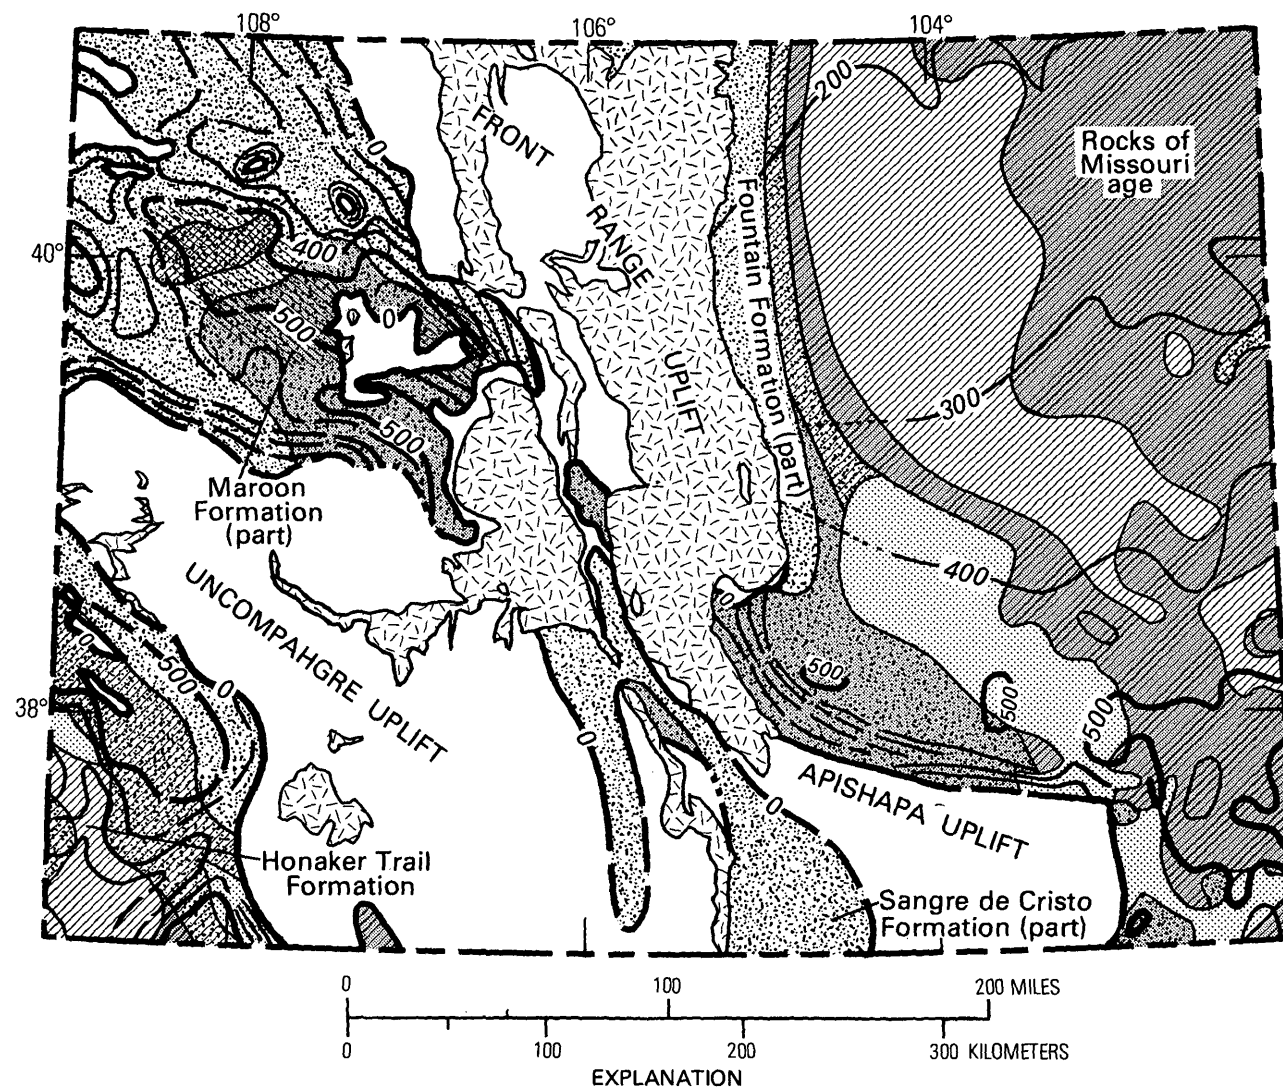 108°
106°
104°
200
0
FRONT
Rocks of
Missouri
age
RANGE
Fountain Formation (part)
40°
400
500
0
UPLIFT
300
500
Maroon
Formation
(part)
400
UNCOMPAHGRE UPLIFT
0
0
500
0
500
500
500
38°
0
APISHAPA UPLIFT
0
Honaker Trail
Formation
Sangre de Cristo
Formation (part)
0 100 200 MILES
0 100 200 300 KILOMETERS
EXPLANATION